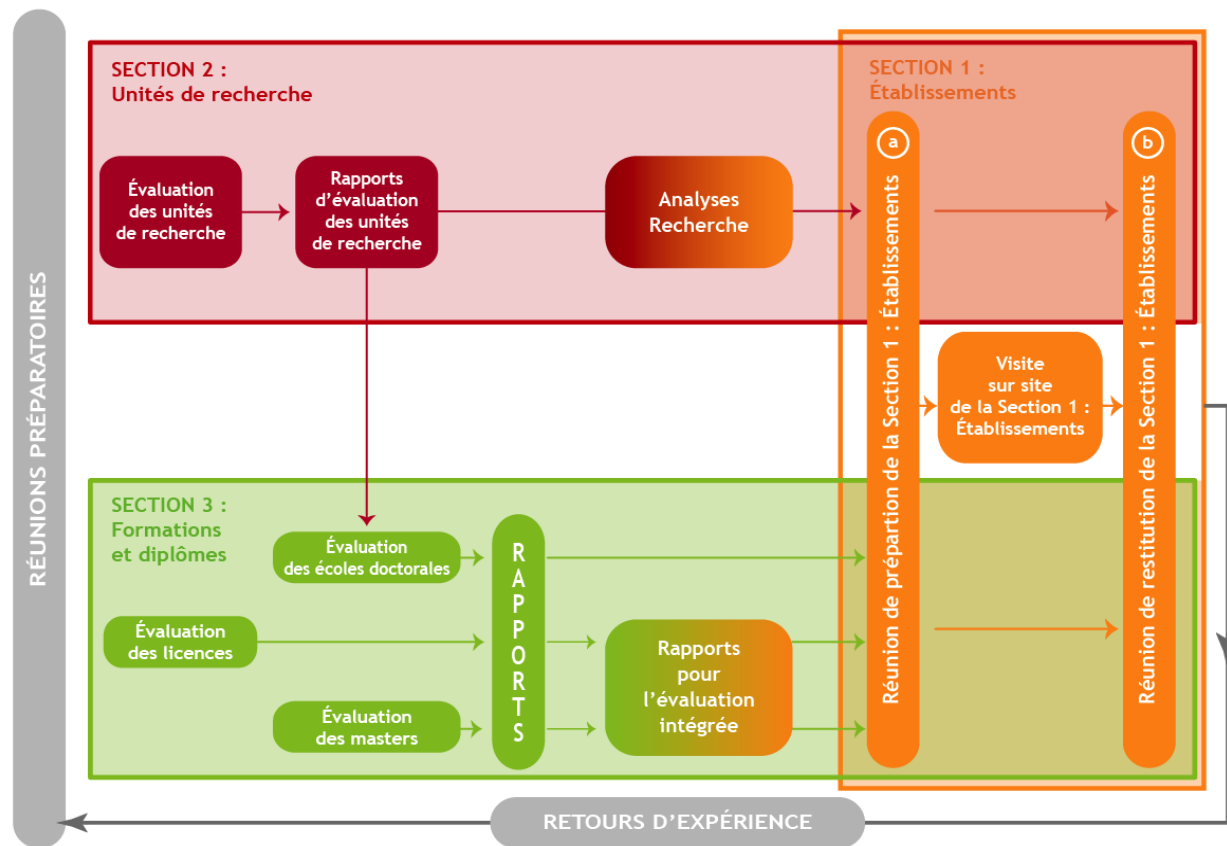 RÉUNIONS PRÉPARATOIRES
SECTION 2 :
Unités de recherche
SECTION 1 :
Établissements
Évaluation
des unités
de recherche
Rapports
d’évaluation
des unités
de recherche
Analyses
Recherche
a
Réunion de prépartion de la Section 1 : Établissements
b
Réunion de restitution de la Section 1 : Établissements
Visite
sur site
de la Section 1 :
Établissements
SECTION 3 :
Formations
et diplômes
Évaluation
des écoles doctorales
Évaluation
des licences
Évaluation
des masters
RAPPORTS
Rapports
pour
l’évaluation
intégrée
RETOURS D’EXPÉRIENCE